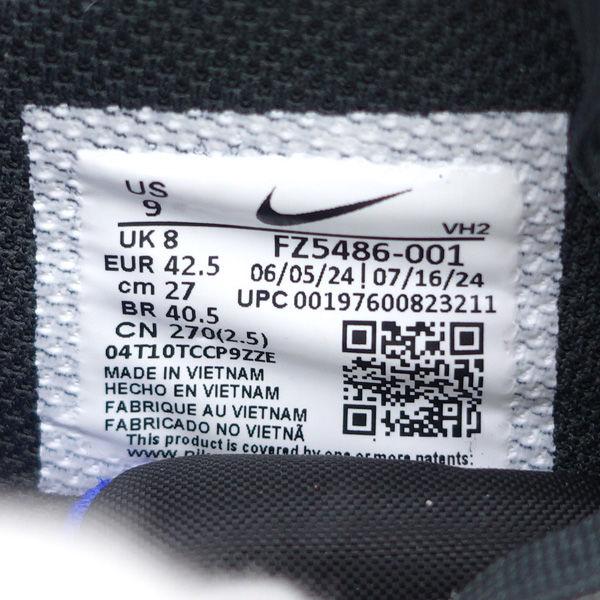 US
9
VH2
UK 8
FZ5486-001
EUR 42.5
06/05/24 | 07/16/24
cm 27
UPC 00197600823211
BR 40.5
CN 270(2.5)
04T10TCCP9ZZE
MADE IN VIETNAM
HECHO EN VIETNAM
FABRIQUE AU VIETNAM
FABRICADO NO VIETNÃ
This product is covered by one or more patents: